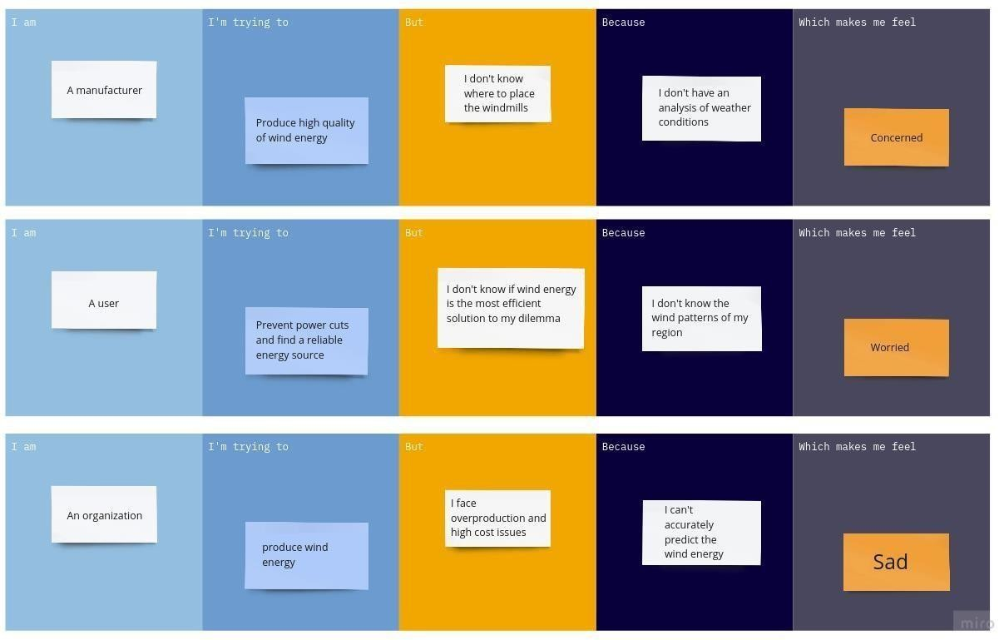 I am
I'm trying to
But
Because
Which makes me feel
A manufacturer
Produce high quality
of wind energy
I don't know
where to place
the windmills
I don't have an
analysis of weather
conditions
Concerned
I am
I'm trying to
But
Because
Which makes me feel
A user
Prevent power cuts
and find a reliable
energy source
I don't know if wind energy
is the most efficient
solution to my dilemma
I don't know the
wind patterns of my
region
Worried
I am
I'm trying to
But
Because
Which makes me feel
An organization
produce wind
energy
I face
overproduction and
high cost issues
I can't
accurately
predict the
wind energy
Sad
miro